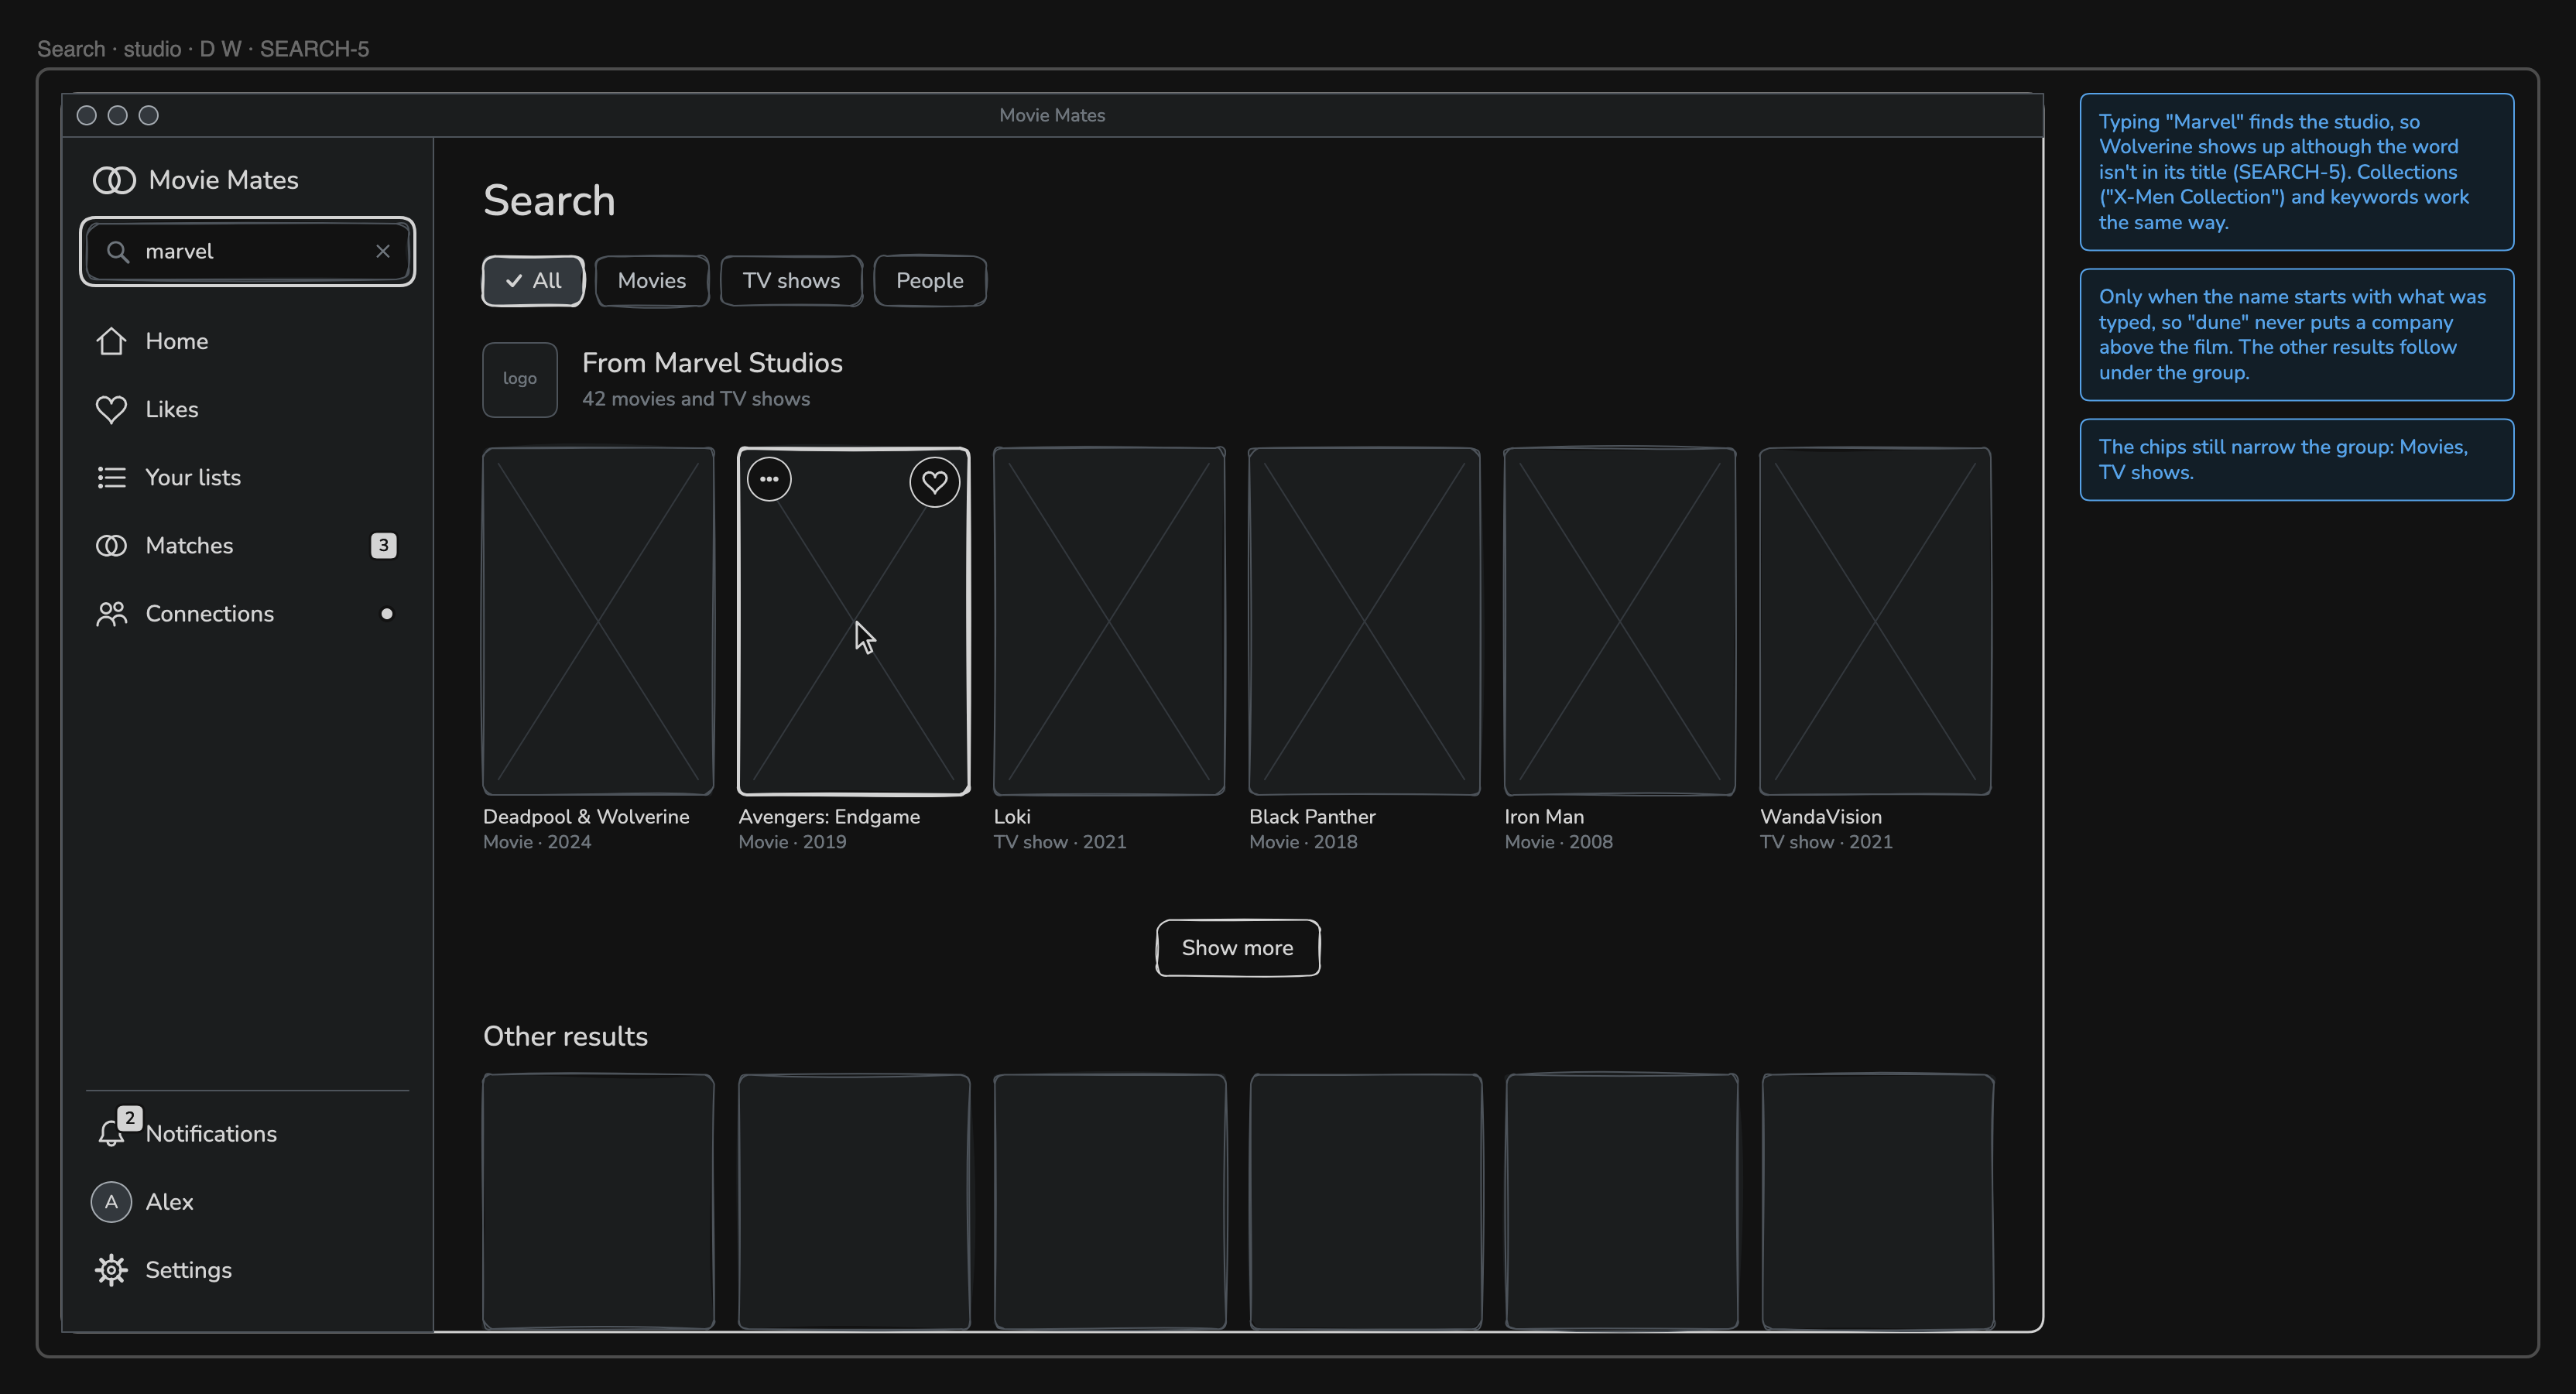 Search · studio · D W · SEARCH-5
Movie Mates
Movie Mates
marvel
Home
Likes
Your lists
Matches
3
Connections
2
Notifications
A
Alex
Settings
Search
All
Movies
TV shows
People
logo
From Marvel Studios
42 movies and TV shows
Deadpool & Wolverine
Movie · 2024
Avengers: Endgame
Movie · 2019
Loki
TV show · 2021
Black Panther
Movie · 2018
Iron Man
Movie · 2008
WandaVision
TV show · 2021
Show more
Other results
Typing "Marvel" finds the studio, so
Wolverine shows up although the word
isn't in its title (SEARCH-5). Collections
("X-Men Collection") and keywords work
the same way.
Only when the name starts with what was
typed, so "dune" never puts a company
above the film. The other results follow
under the group.
The chips still narrow the group: Movies,
TV shows.